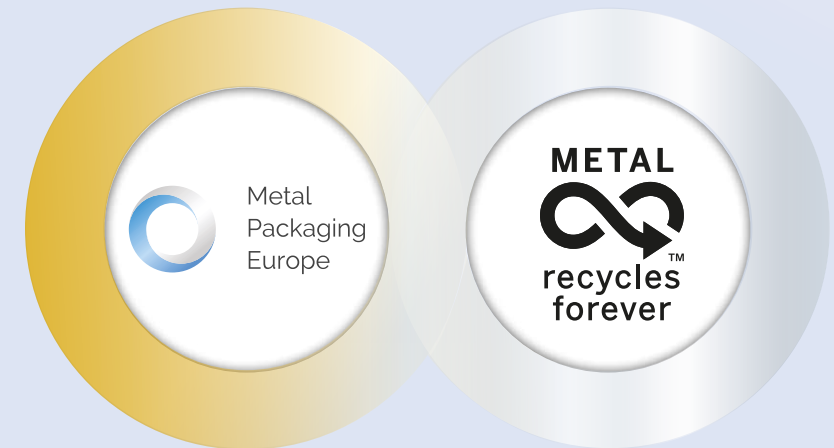 Metal
Packaging
Europe
METAL
™
recycles
forever